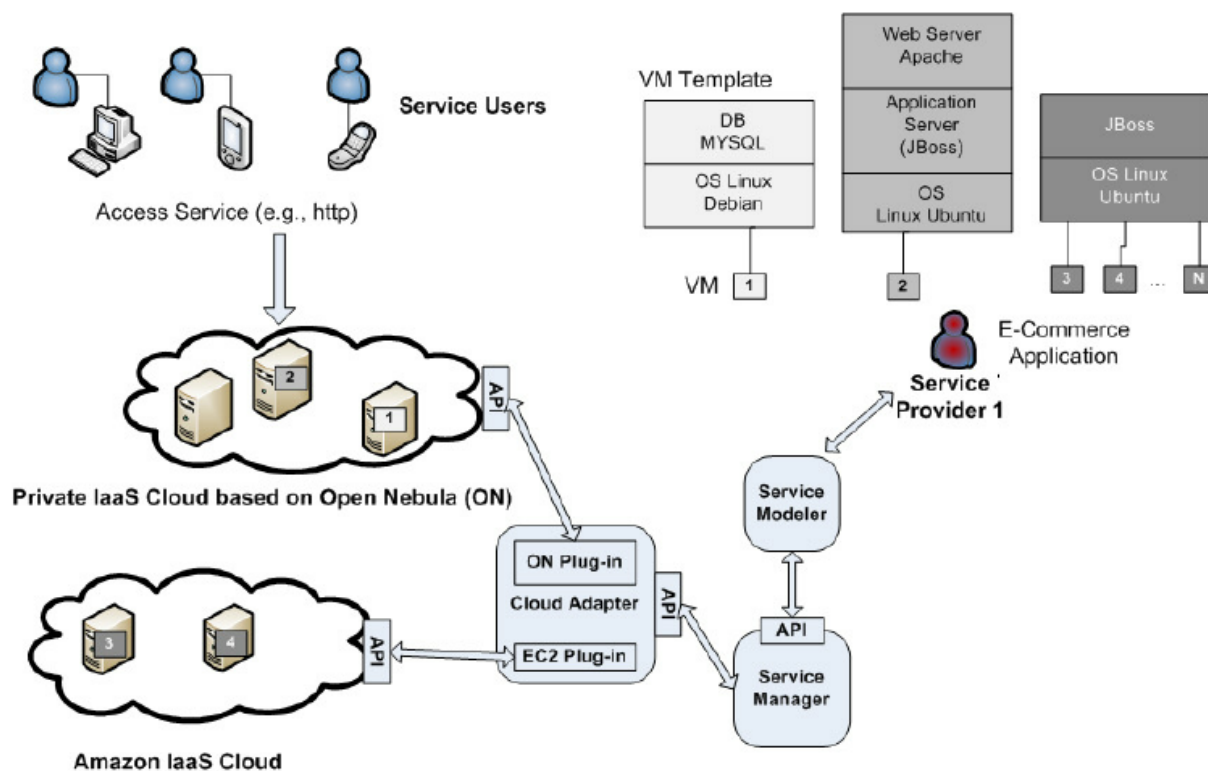 Service Users
Access Service (e.g., http)
VM Template
DB
MYSQL
OS Linux
Debian
Web Server
Apache
Application
Server
(JBoss)
OS
Linux Ubuntu
JBoss
OS Linux
Ubuntu
VM
1
2
3
4
...
N
E-Commerce
Application
Service
Provider 1
2
1
API
Private IaaS Cloud based on Open Nebula (ON)
Service
Modeler
ON Plug-in
Cloud Adapter
EC2 Plug-in
API
API
Service
Manager
3
4
API
Amazon IaaS Cloud